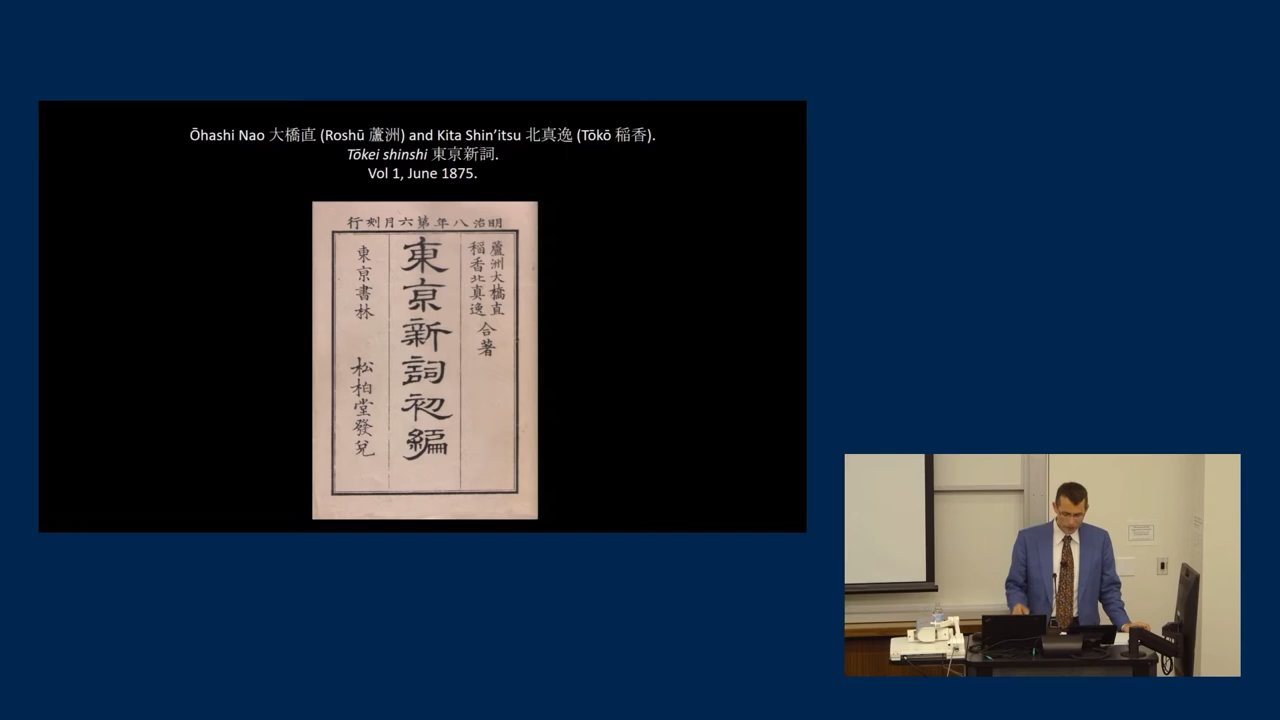 Ōhashi Nao 大橋直 (Roshū 蘆洲) and Kita Shin’itsu 北真逸 (Tōkō 稲香).
Tōkei shinshi 東京新詞.
Vol 1, June 1875.
明治八年第六月刻行
蘆洲大橋直
稲香北真逸
合著
東京新詞初編
東京書林
松柏堂發兌